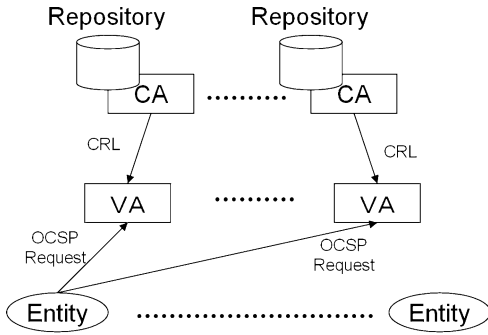 Repository Repository
CA CA
CRL CRL
VA VA
OCSP
Request
OCSP
Request
Entity Entity